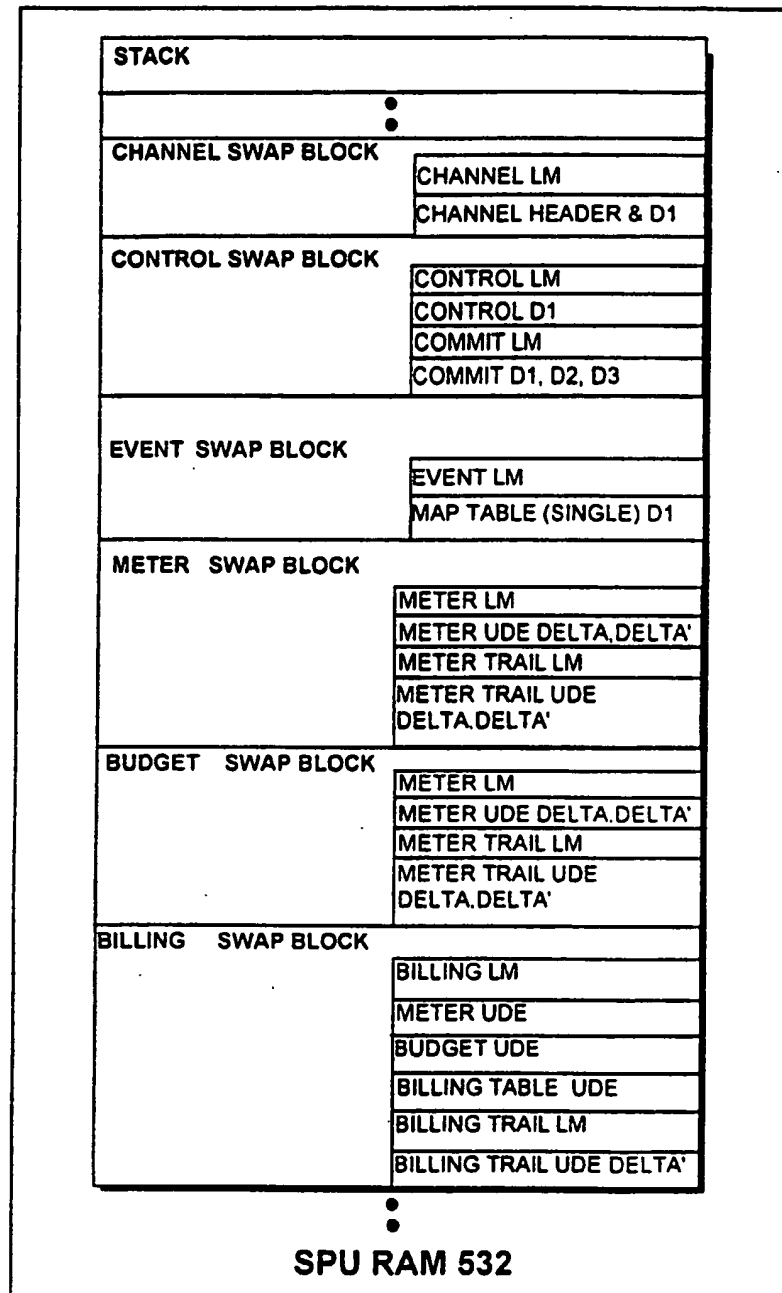 STACK
CHANNEL SWAP BLOCK
CHANNEL LM
CHANNEL HEADER & D1
CONTROL SWAP BLOCK
CONTROL LM
CONTROL D1
COMMIT LM
COMMIT D1, D2, D3
EVENT SWAP BLOCK
EVENT LM
MAP TABLE (SINGLE) D1
METER SWAP BLOCK
METER LM
METER UDE DELTA,DELTA'
METER TRAIL LM
METER TRAIL UDE
DELTA.DELTA'
BUDGET SWAP BLOCK
METER LM
METER UDE DELTA.DELTA'
METER TRAIL LM
METER TRAIL UDE
DELTA.DELTA'
BILLING SWAP BLOCK
BILLING LM
METER UDE
BUDGET UDE
BILLING TABLE UDE
BILLING TRAIL LM
BILLING TRAIL UDE DELTA'
SPU RAM 532